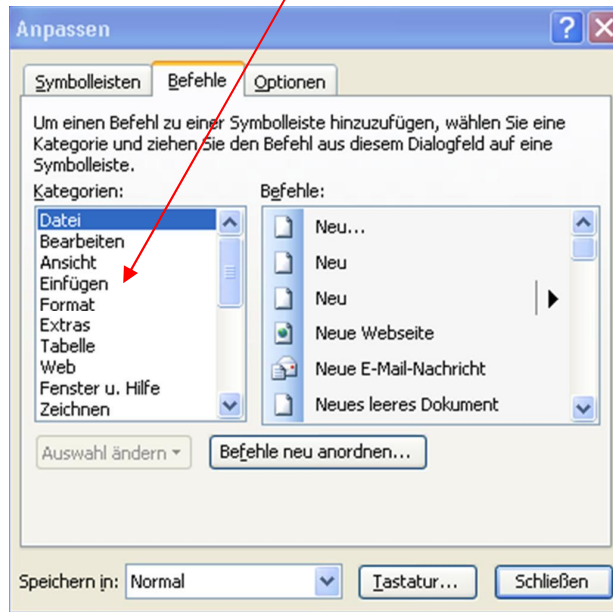 Anpassen
Symbolleisten Befehle Optionen
Um einen Befehl zu einer Symbolleiste hinzuzufügen, wählen Sie eine
Kategorie und ziehen Sie den Befehl aus diesem Dialogfeld auf eine
Symbolleiste.
Kategorien:
Datei
Bearbeiten
Ansicht
Einfügen
Format
Extras
Tabelle
Web
Fenster u. Hilfe
Zeichnen
Befehle:
Neu...
Neu
Neu
Neue Webseite
Neue E-Mail-Nachricht
Neues leeres Dokument
Auswahl ändern
Befehle neu anordnen...
Speichern in: Normal
Tastatur...
Schließen